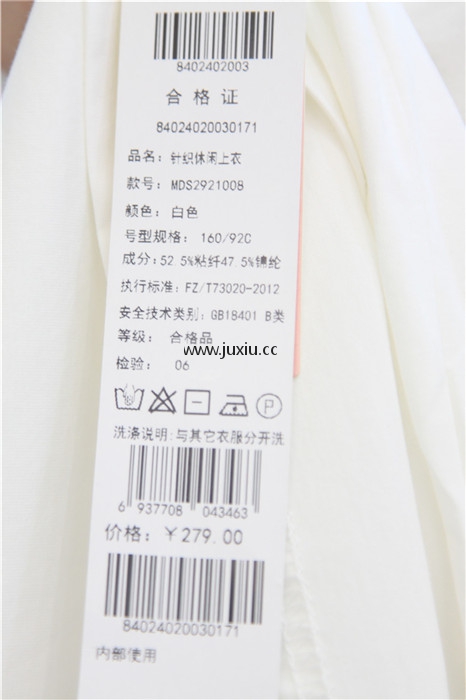 8402402003
合格证
84024020030171
品名: 针织休闲上衣
款号: MDS2921008
颜色: 白色
号型规格: 160/92C
成分:52.5%粘纤47.5%锦纶
执行标准: FZ/T73020-2012
安全技术类别: GB18401 B类
等级: 合格品
www.juxiu.cc
检验: 06
P
洗涤说明:与其它衣服分开洗
6 937708 043463
价格: ¥279.00
84024020030171
内部使用